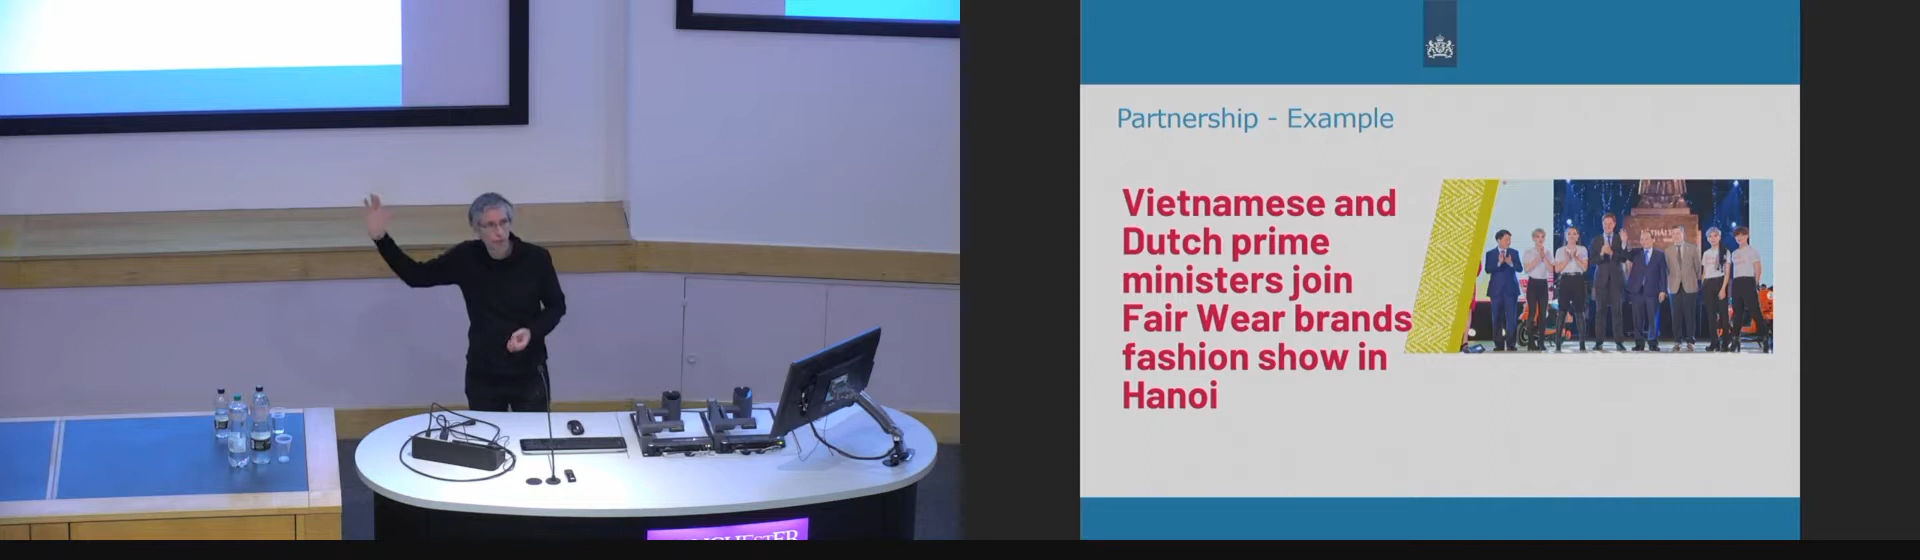 Partnership - Example
Vietnamese and
Dutch prime
ministers join
Fair Wear brands
fashion show in
Hanoi